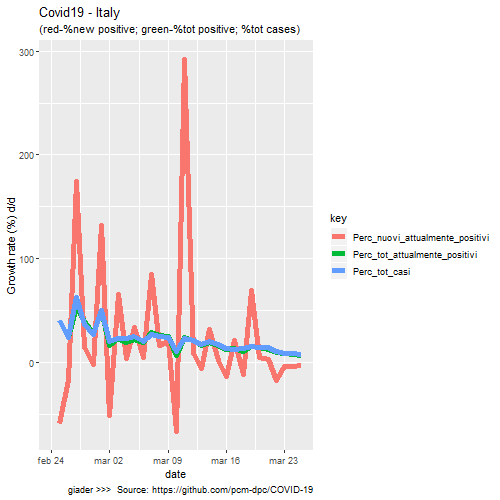 Covid19 - Italy
(red-%new positive; green-%tot positive; %tot cases)
300
200
100
0
Growth rate (%) d/d
feb 24
mar 02
mar 09
mar 16
mar 23
date
key
Perc_nuovi_attualmente_positivi
Perc_tot_attualmente_positivi
Perc_tot_casi
giader >>> Source: https://github.com/pcm-dpc/COVID-19